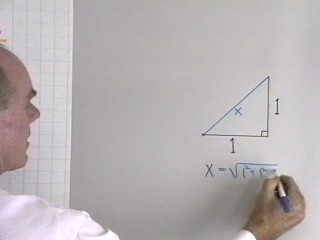 x
1
1
x = √1² + 1²